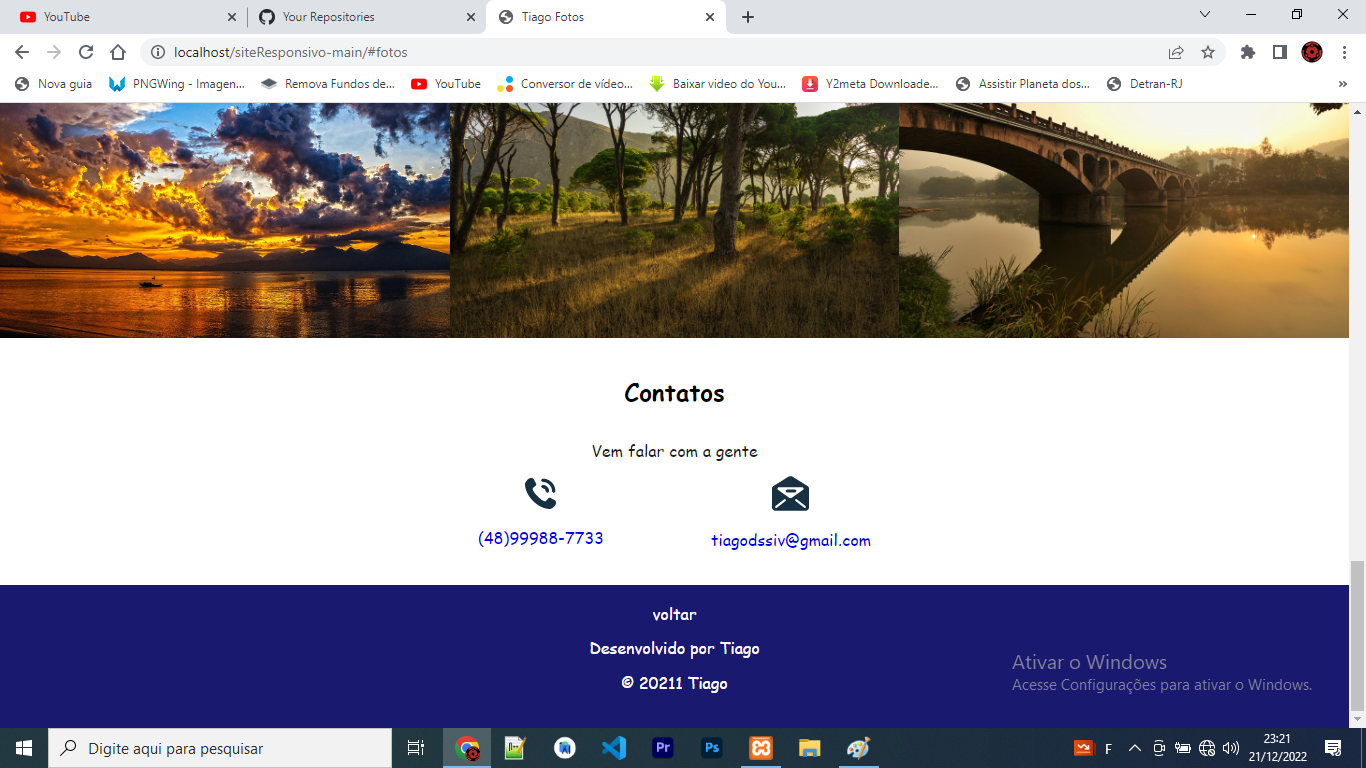 YouTube
Your Repositories
Tiago Fotos
localhost/siteResponsivo-main/#fotos
Nova guia
PNGWing - Imagen...
Remova Fundos de...
YouTube
Conversor de vídeo...
Baixar video do You...
Y2meta Downloade...
Assistir Planeta dos...
Detran-RJ
»
Contatos
Vem falar com a gente
(48)99988-7733
tiagodssiv@gmail.com
voltar
Desenvolvido por Tiago
© 20211 Tiago
Ativar o Windows
Acesse Configurações para ativar o Windows.
Digite aqui para pesquisar
Pr
Ps
F
23:21
21/12/2022